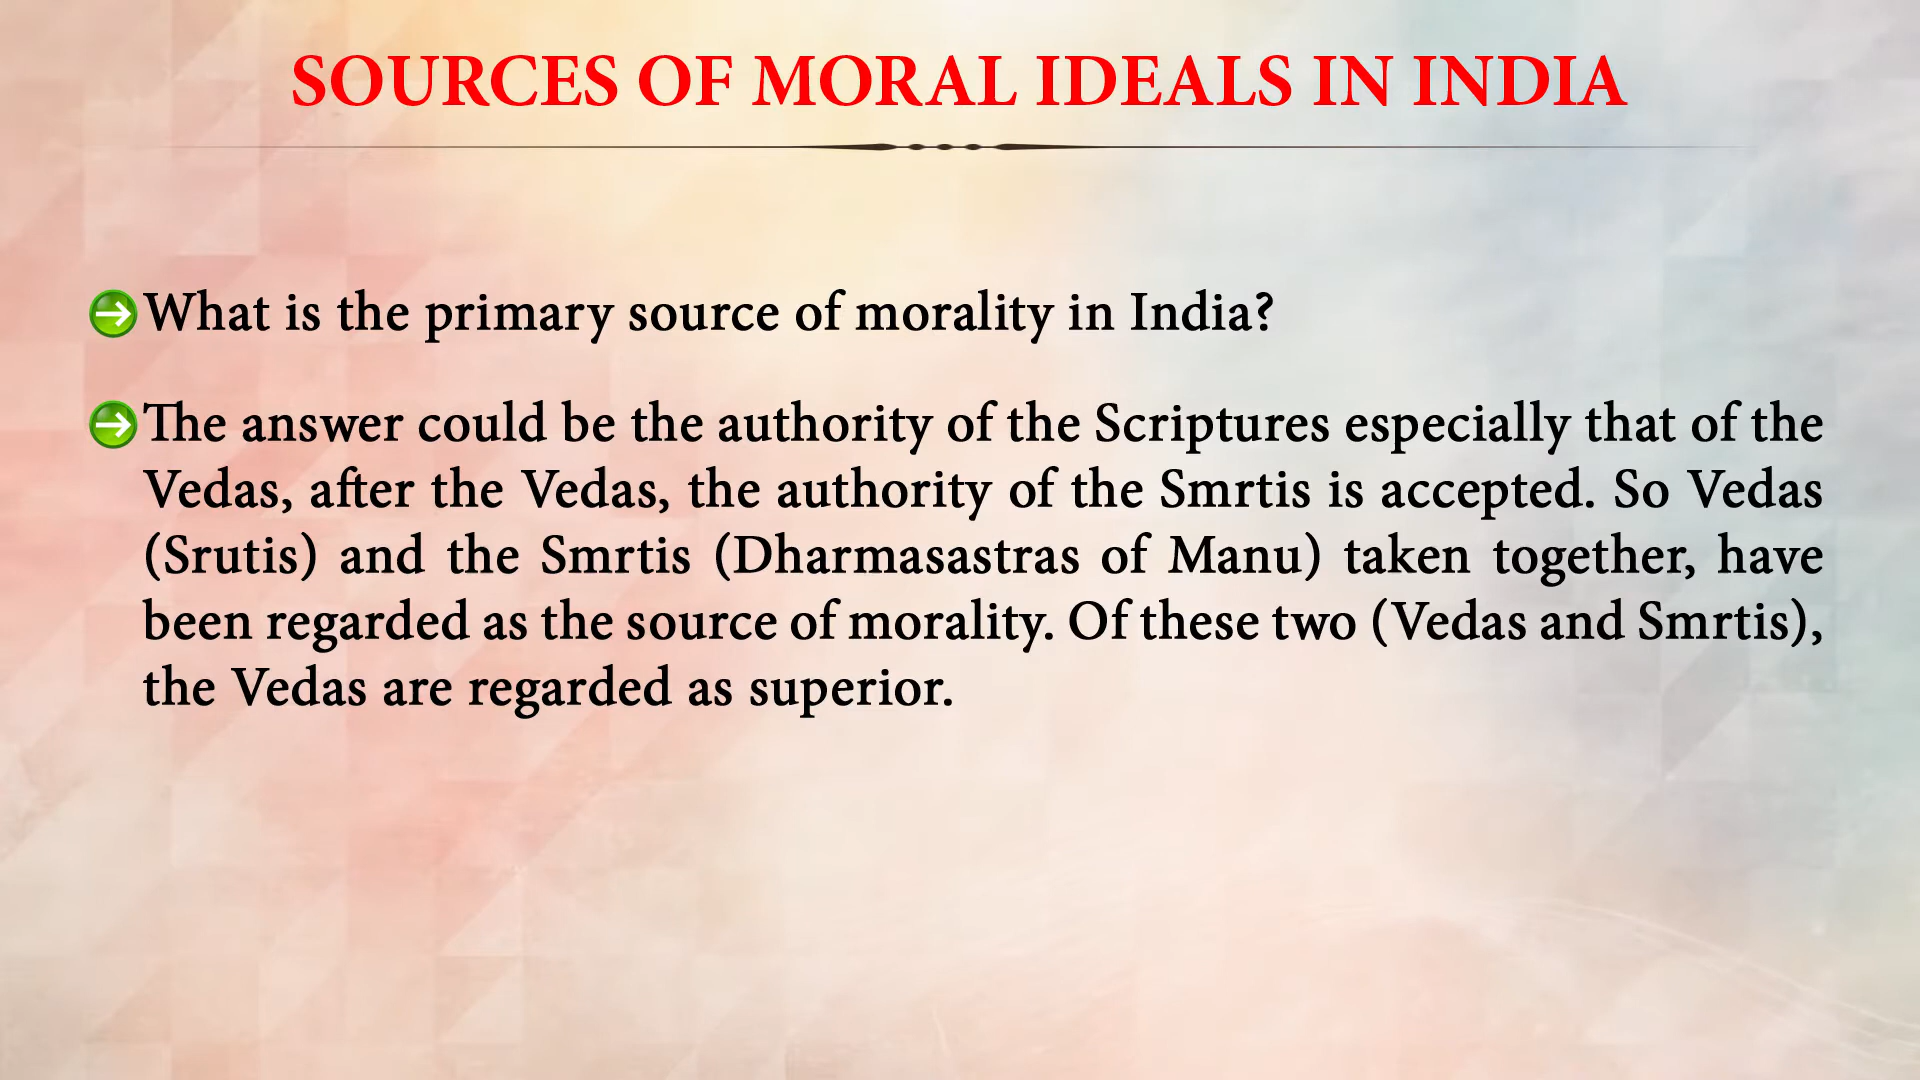 SOURCES OF MORAL IDEALS IN INDIA
What is the primary source of morality in India?
The answer could be the authority of the Scriptures especially that of the
Vedas, after the Vedas, the authority of the Smrtis is accepted. So Vedas
(Srutis) and the Smrtis (Dharmasastras of Manu) taken together, have
been regarded as the source of morality. Of these two (Vedas and Smrtis),
the Vedas are regarded as superior.